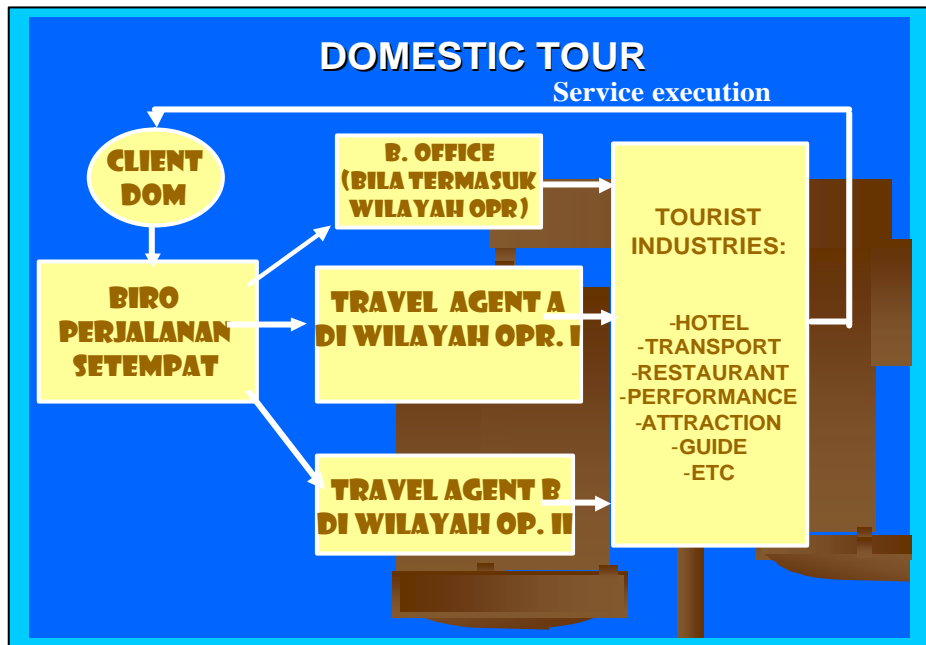 DOMESTIC TOUR
Service execution
CLIENT
DOM
B. OFFICE
(BILA TERMASUK
WILAYAH OPR)
BIRO
PERJALANAN
SETEMPAT
TRAVEL AGENT A
DI WILAYAH OPR. I
TRAVEL AGENT B
DI WILAYAH OP. II
TOURIST
INDUSTRIES:
-HOTEL
-TRANSPORT
-RESTAURANT
-PERFORMANCE
-ATTRACTION
-GUIDE
-ETC